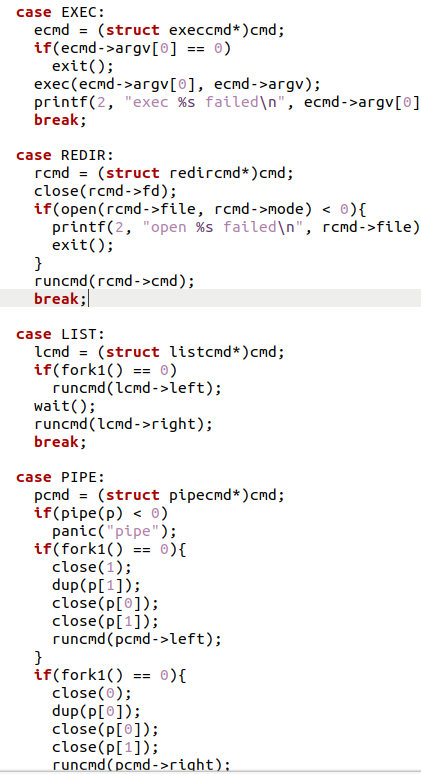 case EXEC:
  ecmd = (struct execcmd*)cmd;
  if(ecmd->argv[0] == 0)
    exit();
  exec(ecmd->argv[0], ecmd->argv);
  printf(2, "exec %s failed\n", ecmd->argv[0]
  break;

case REDIR:
  rcmd = (struct redircmd*)cmd;
  close(rcmd->fd);
  if(open(rcmd->file, rcmd->mode) < 0){
    printf(2, "open %s failed\n", rcmd->file)
    exit();
  }
  runcmd(rcmd->cmd);
  break;

case LIST:
  lcmd = (struct listcmd*)cmd;
  if(fork1() == 0)
    runcmd(lcmd->left);
  wait();
  runcmd(lcmd->right);
  break;

case PIPE:
  pcmd = (struct pipecmd*)cmd;
  if(pipe(p) < 0)
    panic("pipe");
  if(fork1() == 0){
    close(1);
    dup(p[1]);
    close(p[0]);
    close(p[1]);
    runcmd(pcmd->left);
  }
  if(fork1() == 0){
    close(0);
    dup(p[0]);
    close(p[0]);
    close(p[1]);
    runcmd(pcmd->right);